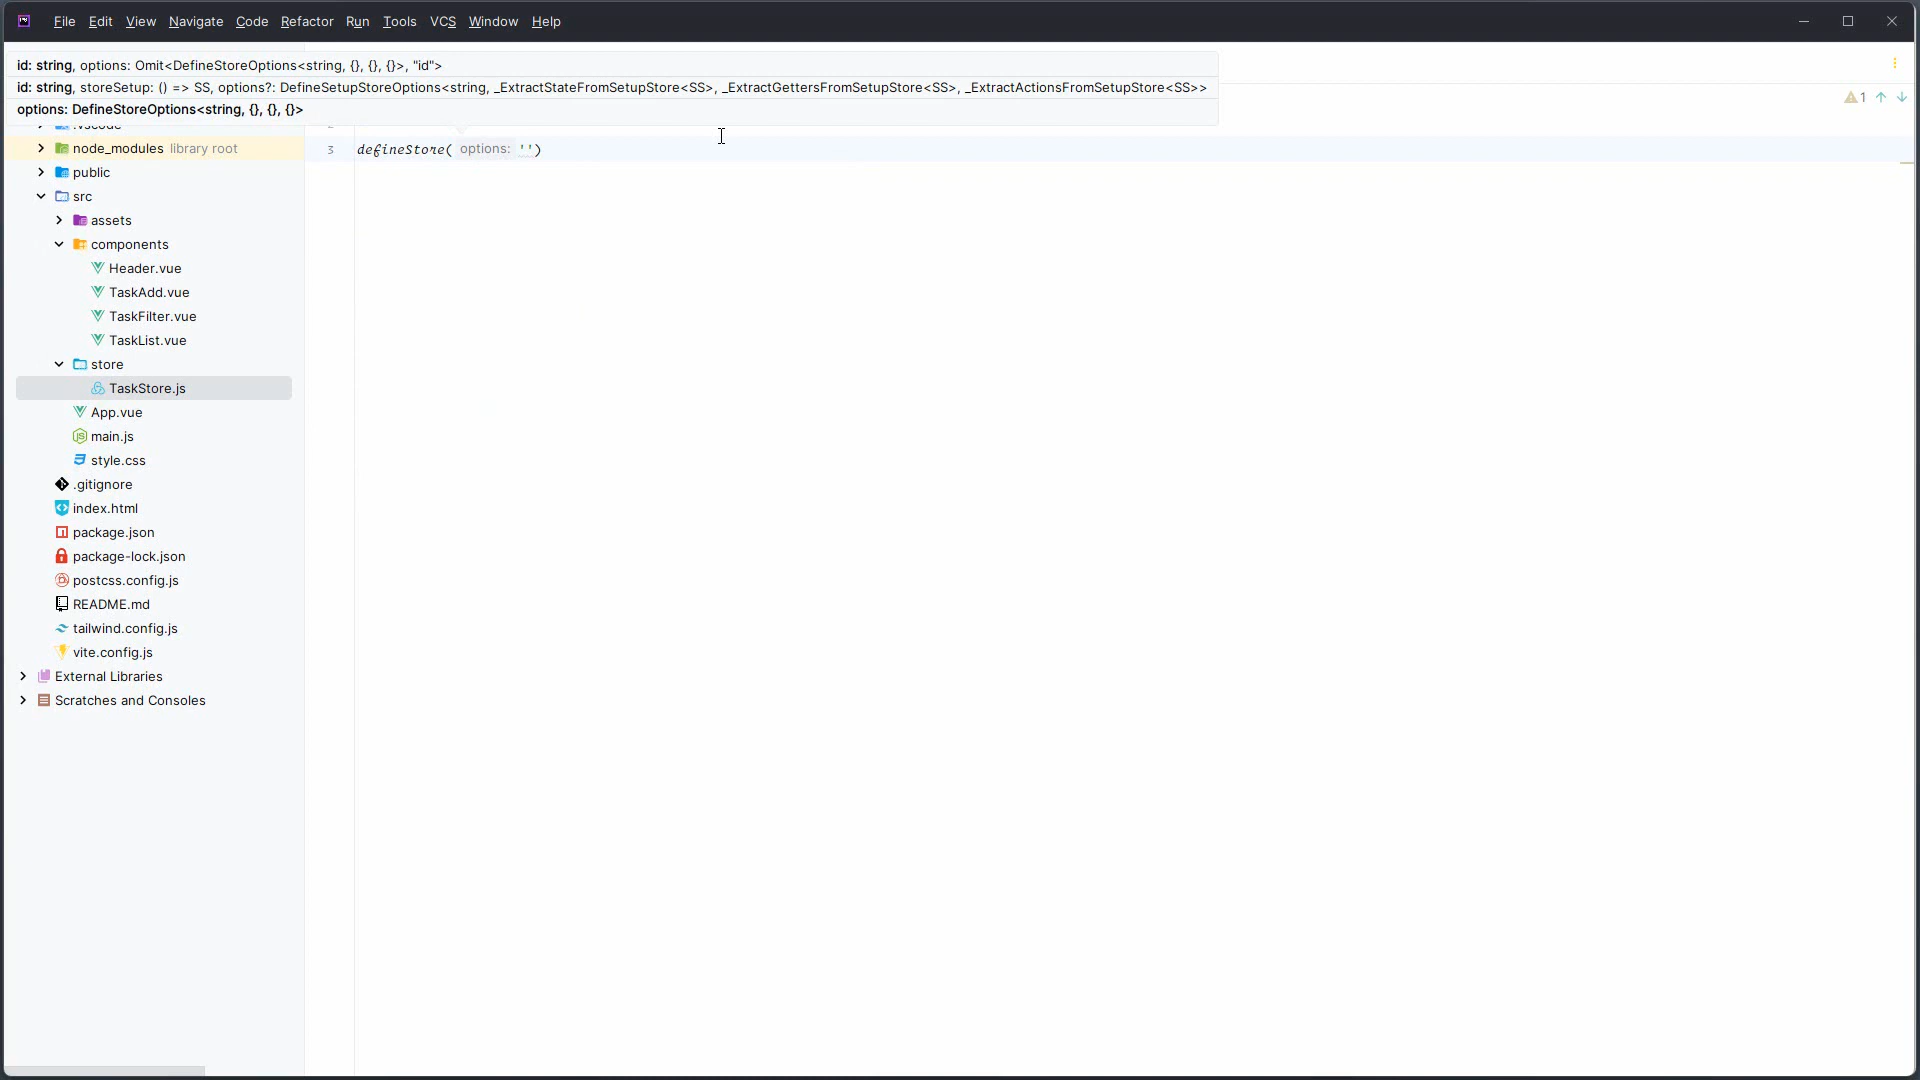 File Edit View Navigate Code Refactor Run Tools VCS Window Help
id: string, options: Omit<DefineStoreOptions<string, {}, {}, {}>, "id">
id: string, storeSetup: () => SS, options?: DefineSetupStoreOptions<string, _ExtractStateFromSetupStore<SS>, _ExtractGettersFromSetupStore<SS>, _ExtractActionsFromSetupStore<SS>>
options: DefineStoreOptions<string, {}, {}, {}>
1
.vscode
node_modules library root
3 defineStore( options: '')
public
src
assets
components
Header.vue
TaskAdd.vue
TaskFilter.vue
TaskList.vue
store
TaskStore.js
App.vue
main.js
style.css
.gitignore
index.html
package.json
package-lock.json
postcss.config.js
README.md
tailwind.config.js
vite.config.js
External Libraries
Scratches and Consoles